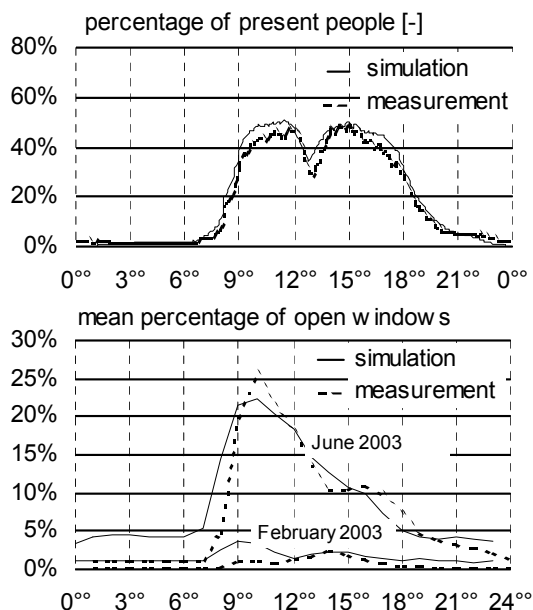 percentage of present people [-]
80%
simulation
measurement
60%
40%
20%
0%
0°° 3°° 6°° 9°° 12°° 15°° 18°° 21°° 0°°
mean percentage of open windows
30%
simulation
25%
measurement
20%
June 2003
15%
10%
5%
February 2003
0%
0°° 3°° 6°° 9°° 12°° 15°° 18°° 21°° 24°°